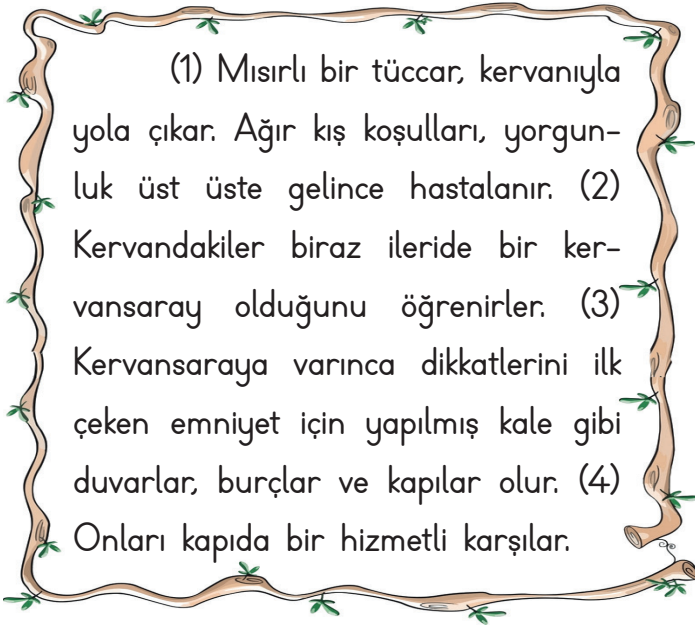 (1) Mısırlı bir tüccar, kervanıyla
yola çıkar. Ağır kış koşulları, yorgun-
luk üst üste gelince hastalanır. (2)
Kervandakiler biraz ileride bir ker-
vansaray olduğunu öğrenirler. (3)
Kervansaraya varınca dikkatlerini ilk
çeken emniyet için yapılmış kale gibi
duvarlar, burçlar ve kapılar olur. (4)
Onları kapıda bir hizmetli karşılar.